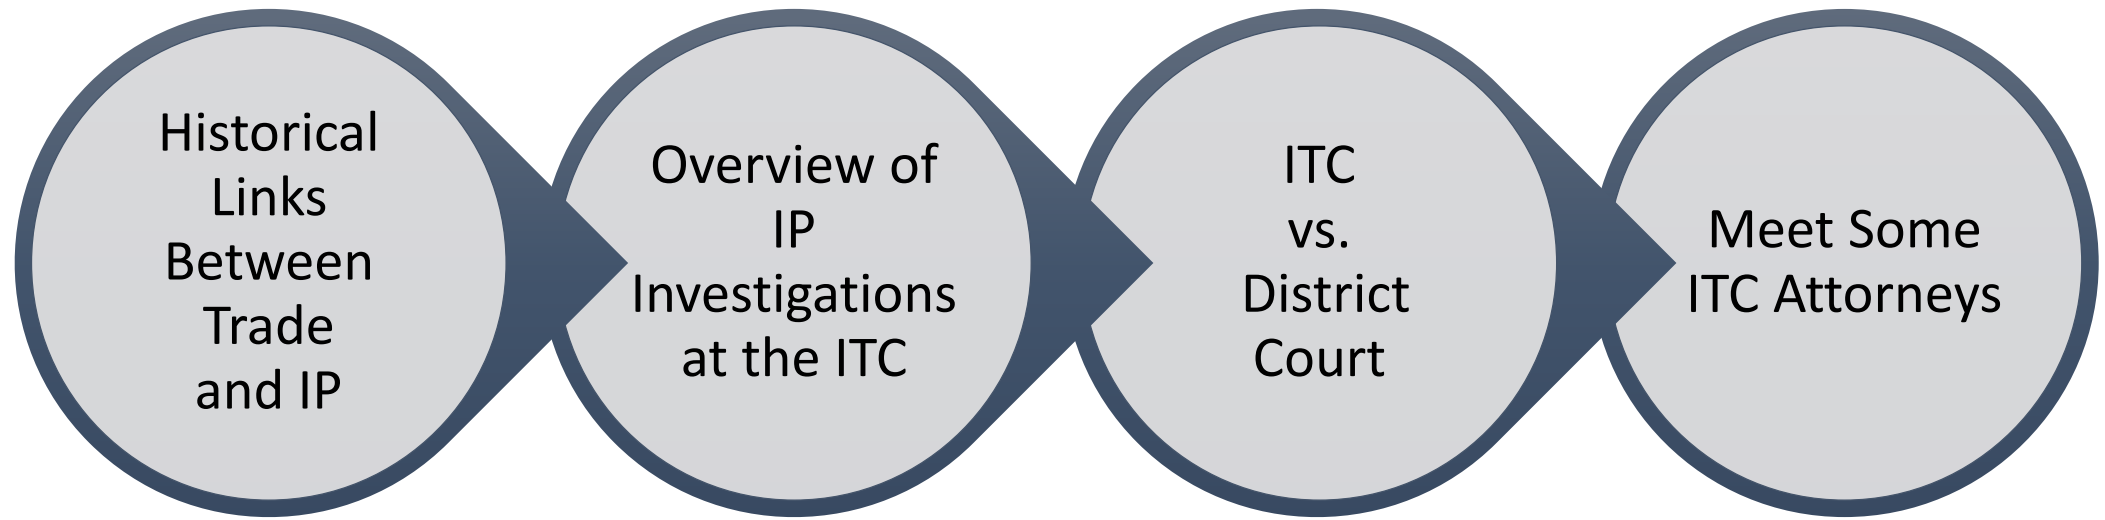 Historical
Links
Between
Trade
and IP
Overview of
IP
Investigations
at the ITC
ITC
vs.
District
Court
Meet Some
ITC Attorneys